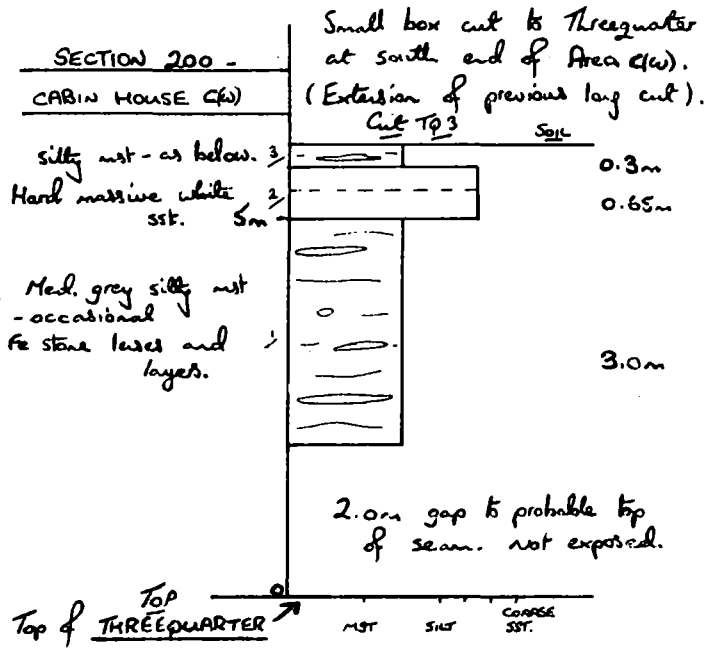 Small box cut to Threequarter
at south end of Area C(W).
(Extension of previous long cut).
SECTION 200 -
CABIN HOUSE C(W)
Cut TQ3
SOIL
silty mst - as below. 3
0.3m
Hard massive white 2
sst.
0.65m
5m
Med. grey silty mst
- occasional
Fe stone lenses and 1
layes.
3.0m
2.0m gap to probable top
of seam. not exposed.
0
TOP
Top of THREEQUARTER
MST SILT COARSE
SST.